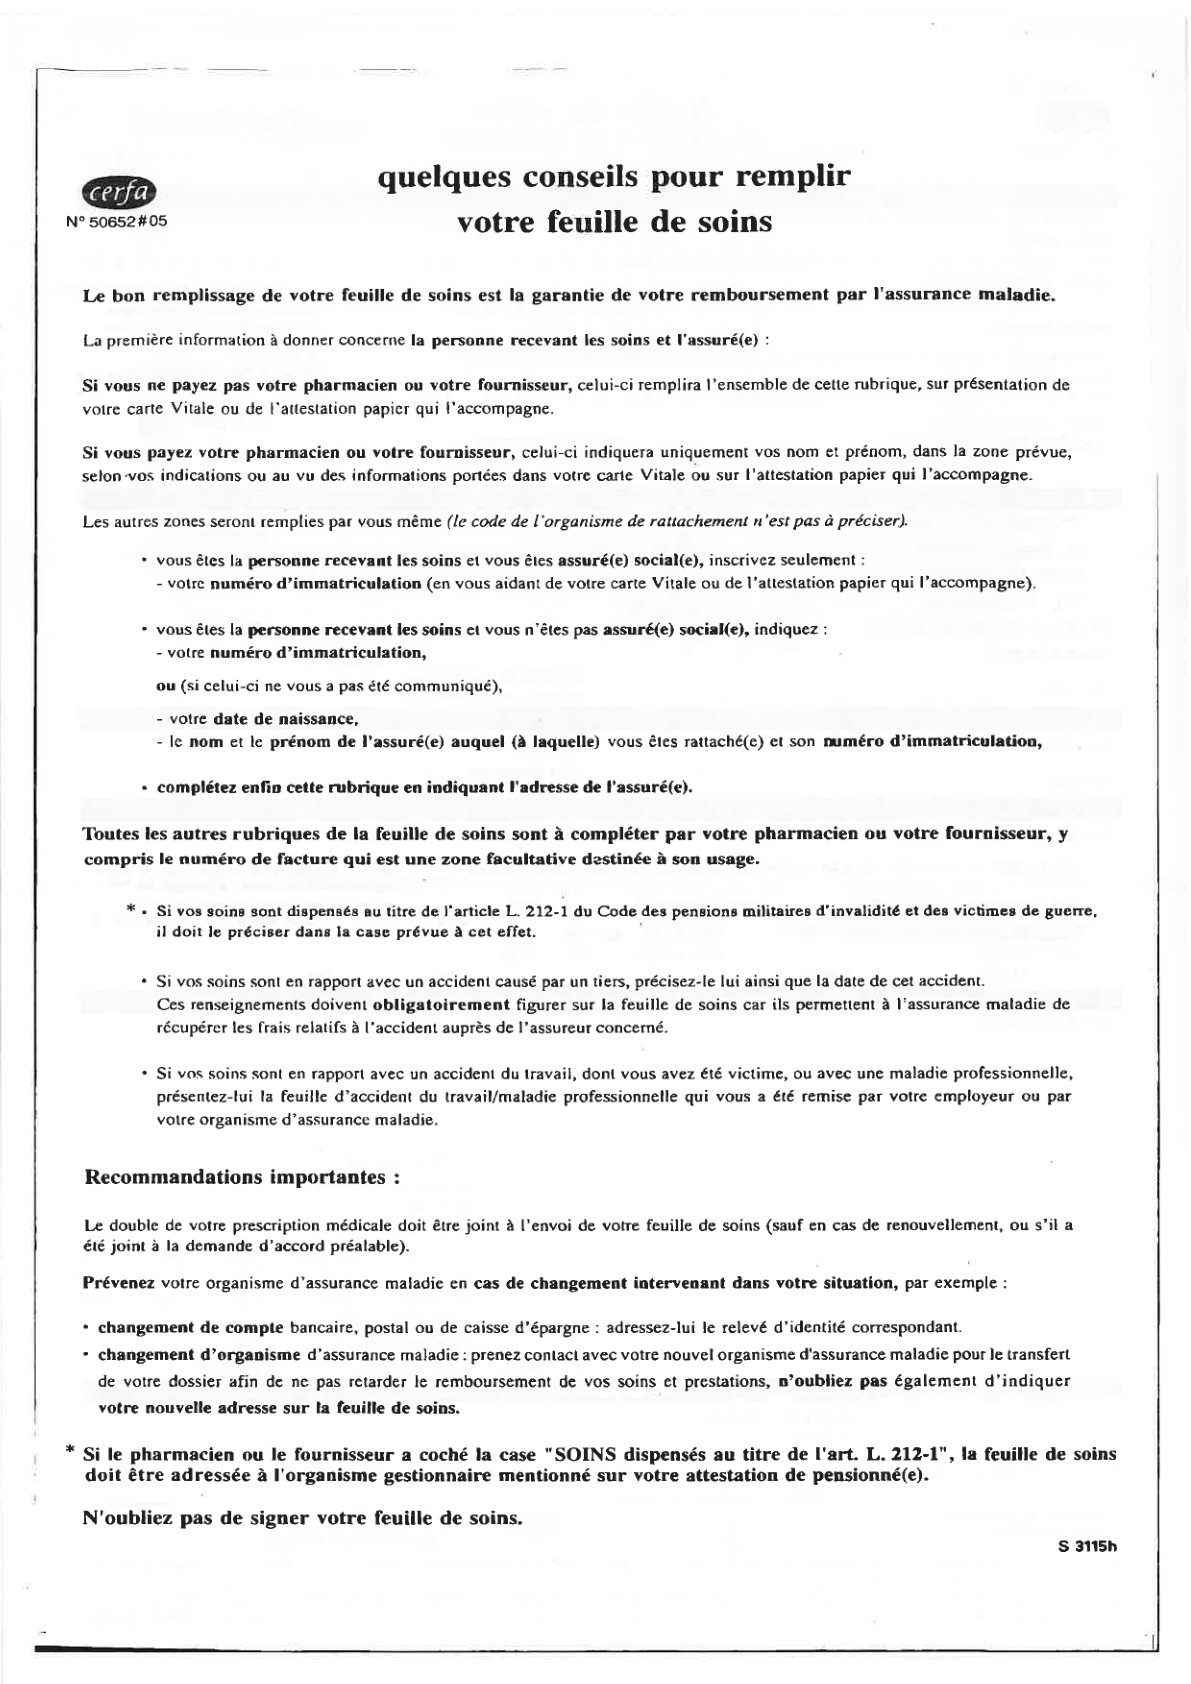 cerfa
N° 50652#05
quelques conseils pour remplir
votre feuille de soins
Le bon remplissage de votre feuille de soins est la garantie de votre remboursement par l'assurance maladie.
La première information à donner concerne la personne recevant les soins et l'assuré(e) :
Si vous ne payez pas votre pharmacien ou votre fournisseur, celui-ci remplira l'ensemble de cette rubrique, sur présentation de
votre carte Vitale ou de l'attestation papier qui l'accompagne.
Si vous payez votre pharmacien ou votre fournisseur, celui-ci indiquera uniquement vos nom et prénom, dans la zone prévue,
selon vos indications ou au vu des informations portées dans votre carte Vitale ou sur l'attestation papier qui l'accompagne.
Les autres zones seront remplies par vous même (le code de l'organisme de rattachement n'est pas à préciser).
• vous êtes la personne recevant les soins et vous êtes assuré(e) social(e), inscrivez seulement :
- votre numéro d'immatriculation (en vous aidant de votre carte Vitale ou de l'attestation papier qui l'accompagne).
• vous êtes la personne recevant les soins et vous n'êtes pas assuré(e) social(e), indiquez :
- votre numéro d'immatriculation,
ou (si celui-ci ne vous a pas été communiqué),
- votre date de naissance,
- le nom et le prénom de l'assuré(e) auquel (à laquelle) vous êtes rattaché(e) et son numéro d'immatriculation,
• complétez enfin cette rubrique en indiquant l'adresse de l'assuré(e).
Toutes les autres rubriques de la feuille de soins sont à compléter par votre pharmacien ou votre fournisseur, y
compris le numéro de facture qui est une zone facultative destinée à son usage.
* • Si vos soins sont dispensés au titre de l'article L. 212-1 du Code des pensions militaires d'invalidité et des victimes de guerre,
il doit le préciser dans la case prévue à cet effet.
• Si vos soins sont en rapport avec un accident causé par un tiers, précisez-le lui ainsi que la date de cet accident.
Ces renseignements doivent obligatoirement figurer sur la feuille de soins car ils permettent à l'assurance maladie de
récupérer les frais relatifs à l'accident auprès de l'assureur concerné.
• Si vos soins sont en rapport avec un accident du travail, dont vous avez été victime, ou avec une maladie professionnelle,
présentez-lui la feuille d'accident du travail/maladie professionnelle qui vous a été remise par votre employeur ou par
votre organisme d'assurance maladie.
Recommandations importantes :
Le double de votre prescription médicale doit être joint à l'envoi de votre feuille de soins (sauf en cas de renouvellement, ou s'il a
été joint à la demande d'accord préalable).
Prévenez votre organisme d'assurance maladie en cas de changement intervenant dans votre situation, par exemple :
• changement de compte bancaire, postal ou de caisse d'épargne : adressez-lui le relevé d'identité correspondant.
• changement d'organisme d'assurance maladie : prenez contact avec votre nouvel organisme d'assurance maladie pour le transfert
de votre dossier afin de ne pas retarder le remboursement de vos soins et prestations, n'oubliez pas également d'indiquer
votre nouvelle adresse sur la feuille de soins.
* Si le pharmacien ou le fournisseur a coché la case "SOINS dispensés au titre de l'art. L. 212-1", la feuille de soins
doit être adressée à l'organisme gestionnaire mentionné sur votre attestation de pensionné(e).
N'oubliez pas de signer votre feuille de soins.
S 3115h